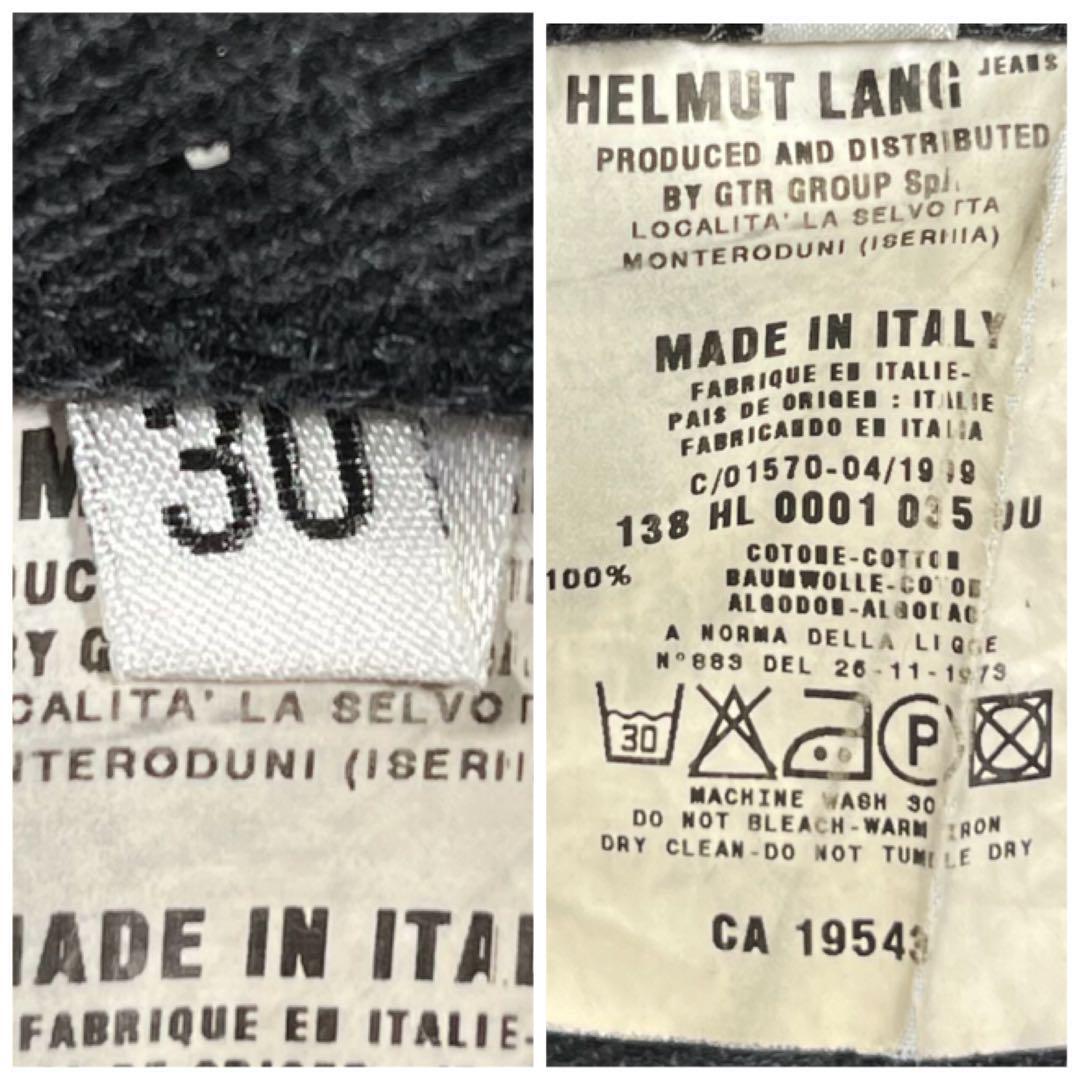 30
M
DUC
BY G
CALITA' LA SELVO
TERODUNI (ISERNI
MADE IN ITA
FABRIQUE EN ITALIE-
HELMUT LANG JEANS
PRODUCED AND DISTRIBUTED
BY GTR GROUP SpA.
LOCALITA' LA SELVOTTA
MONTERODUNI (ISERNIA)
MADE IN ITALY
FABRIQUE EN ITALIE-
PAIS DE ORIGEN : ITALIE
FABRICANDO EN ITALIA
C/01570-04/1999
138 HL 0001 035
COTONE-COTTON
100% BAUMWOLLE-COTON
ALGODON-ALGODAO
A NORMA DELLA LEGGE
N°883 DEL 26-11-1973
30 P
MACHINE WASH 30
DO NOT BLEACH-WARM IRON
DRY CLEAN-DO NOT TUMBLE DRY
CA 19543